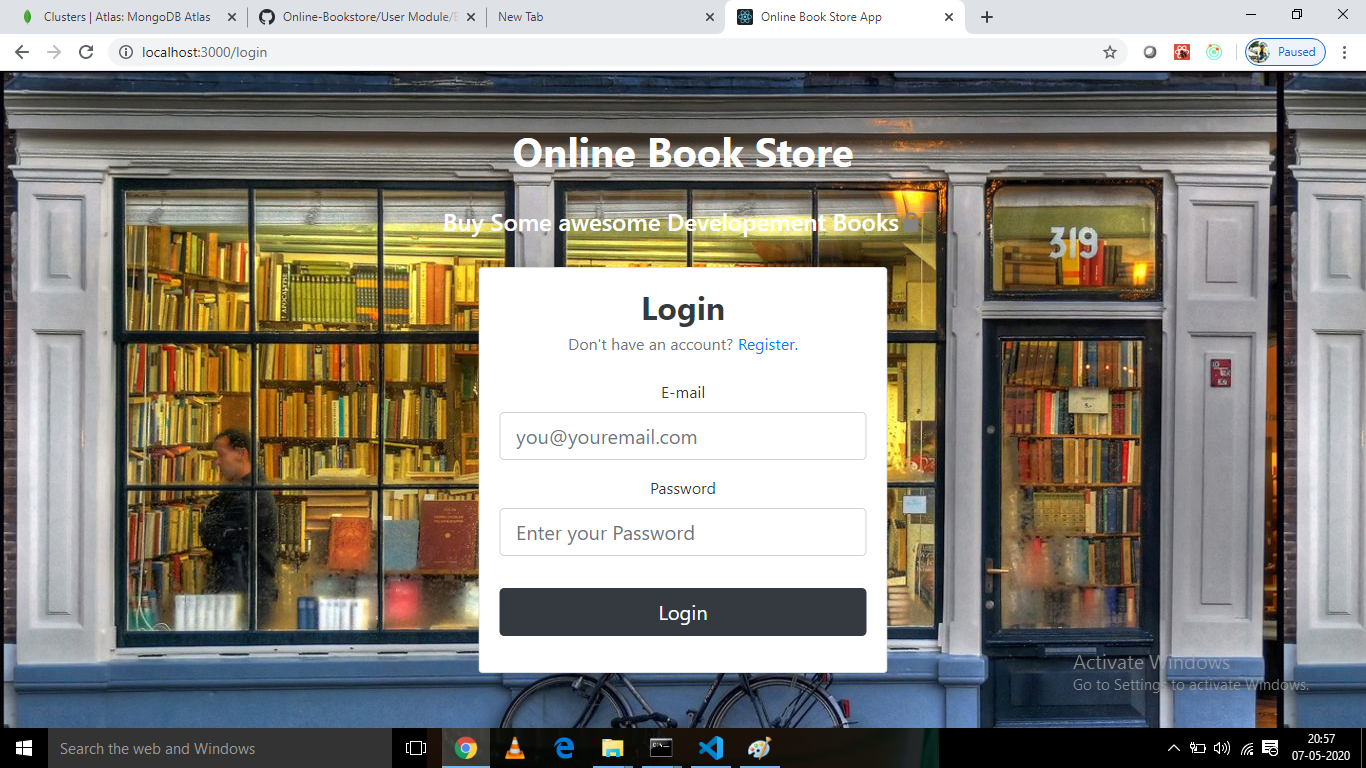 Clusters | Atlas: MongoDB Atlas
Online-Bookstore/User Module/E
New Tab
Online Book Store App
localhost:3000/login
Paused
Online Book Store
Buy Some awesome Developement Books
319
Login
Don't have an account? Register.
E-mail
you@youremail.com
Password
Enter your Password
Login
Activate Windows
Go to Settings to activate Windows.
Search the web and Windows
20:57
07-05-2020